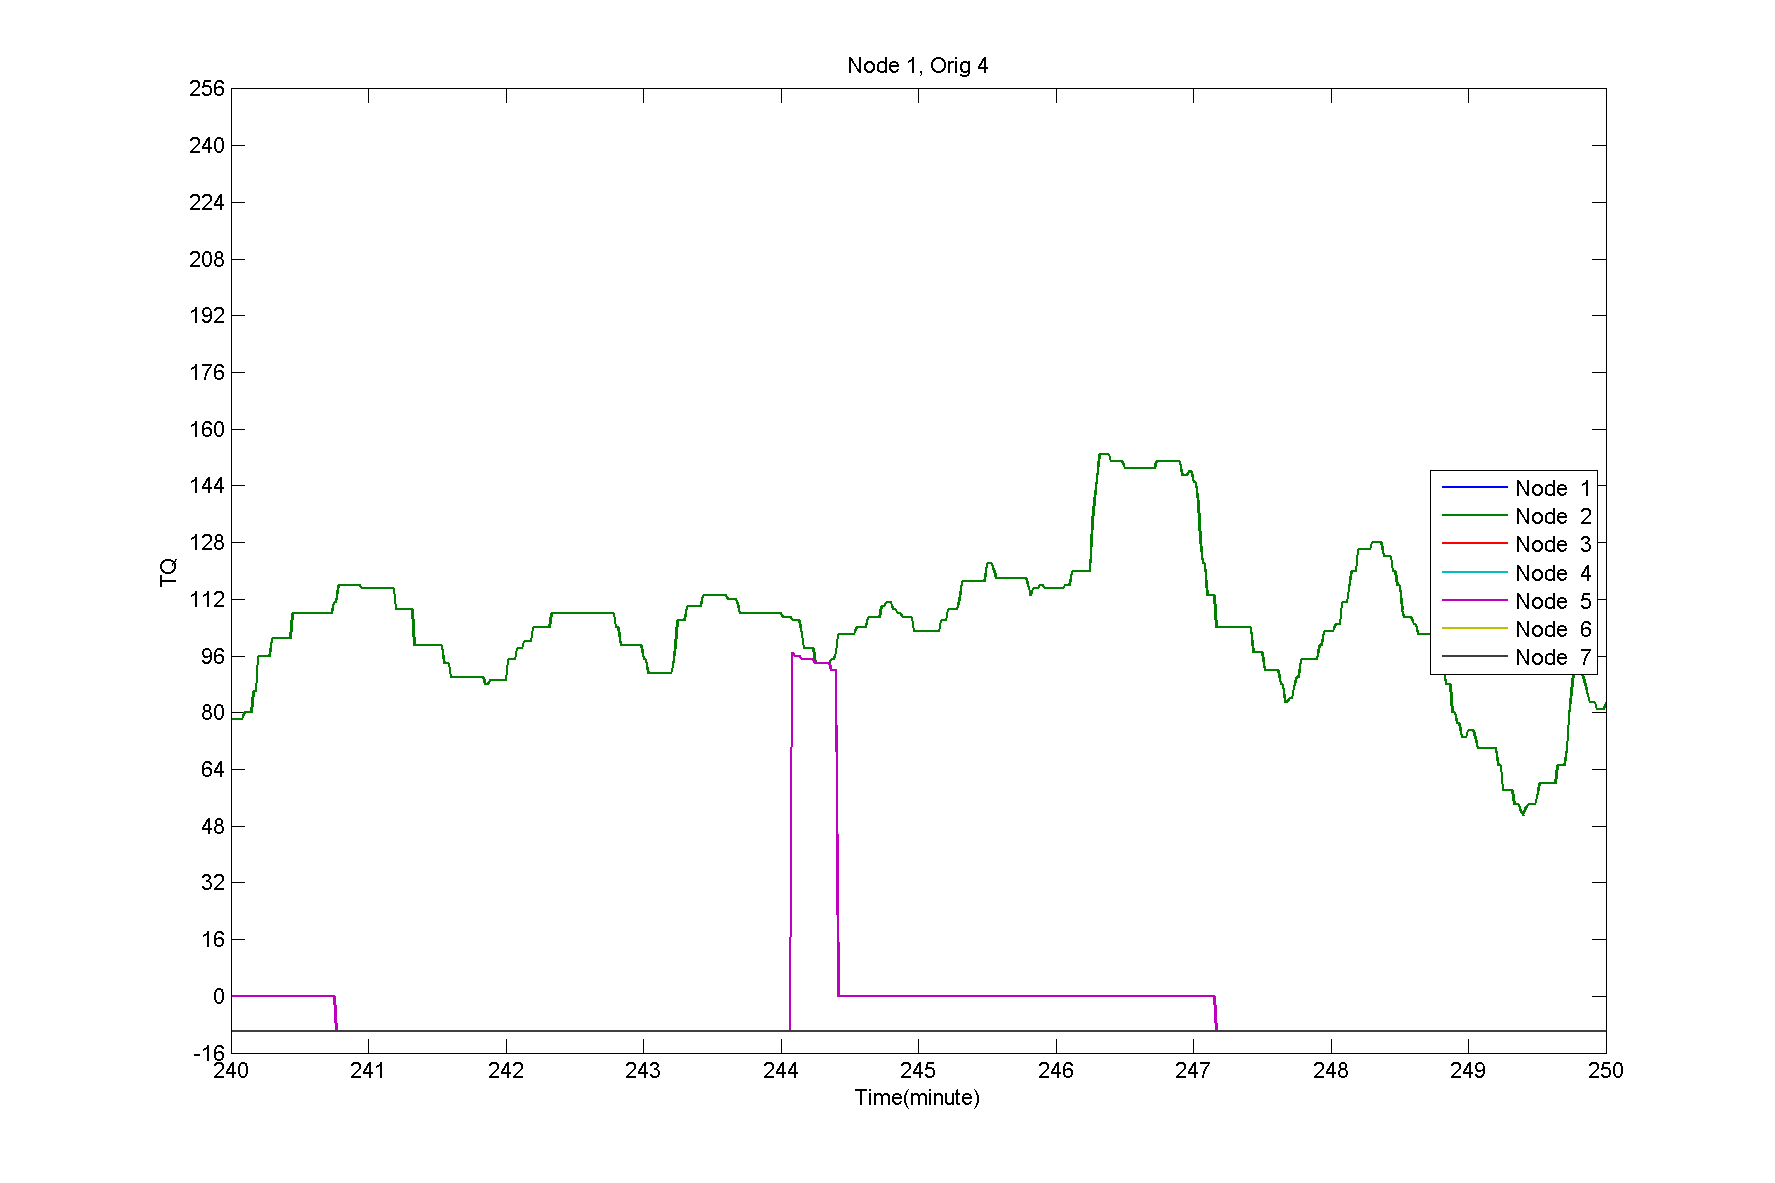 Node 1, Orig 4
256
240
224
208
192
176
160
144
128
112
96
80
64
48
32
16
0
-16
TQ
Node 1
Node 2
Node 3
Node 4
Node 5
Node 6
Node 7
240 241 242 243 244 245 246 247 248 249 250
Time(minute)